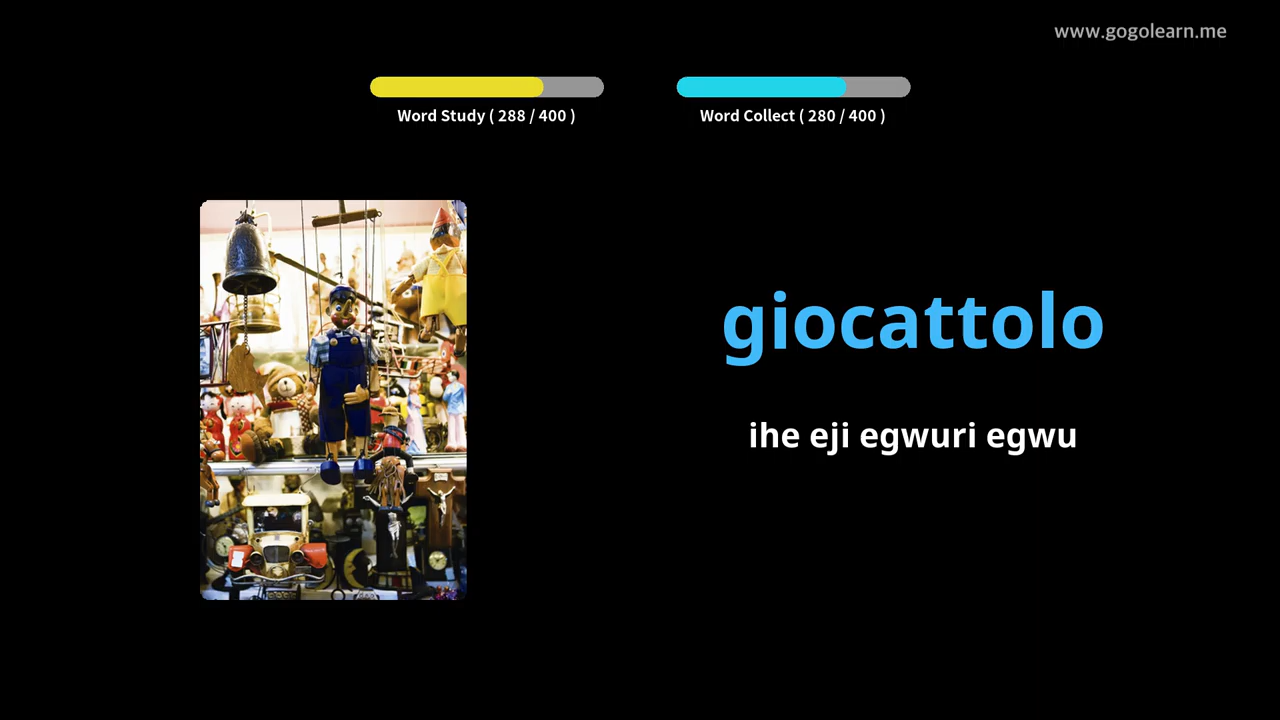 www.gogolearn.me
Word Study ( 288 / 400 )
Word Collect ( 280 / 400 )
giocattolo
ihe eji egwuri egwu